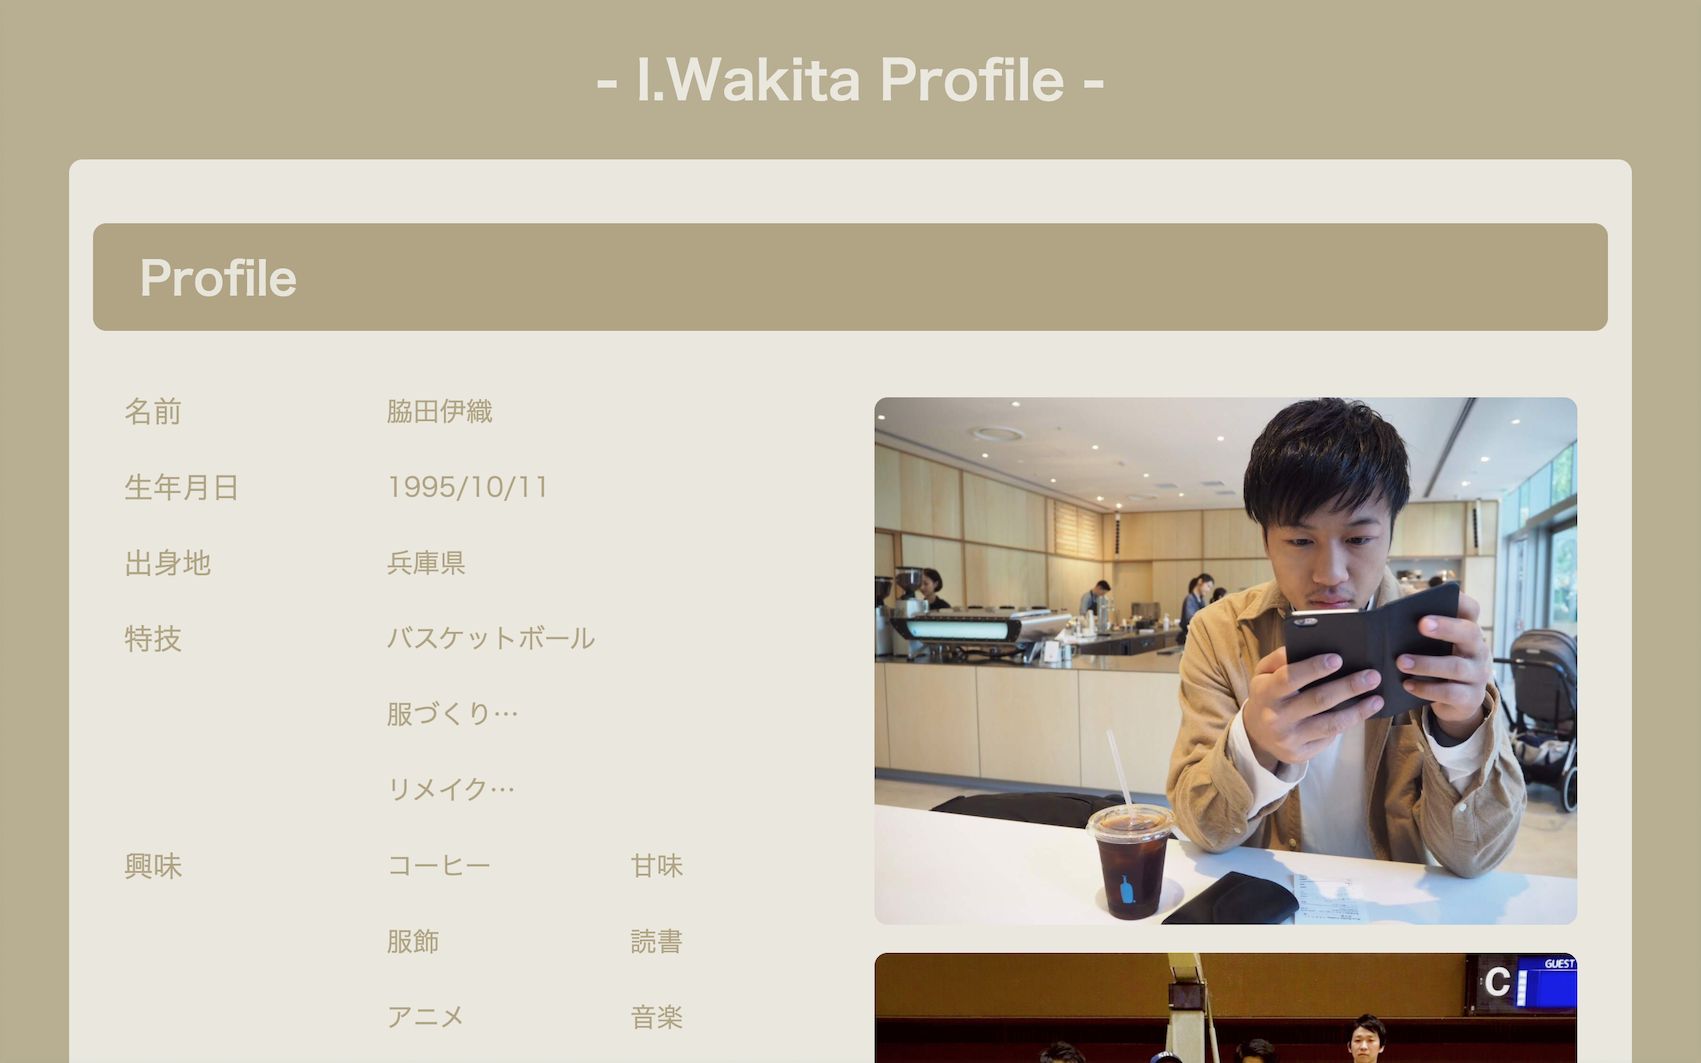 - I.Wakita Profile -
Profile
名前 脇田伊織
生年月日 1995/10/11
出身地 兵庫県
特技 バスケットボール
服づくり…
リメイク…
興味 コーヒー 甘味
服飾 読書
アニメ 音楽
C GUEST